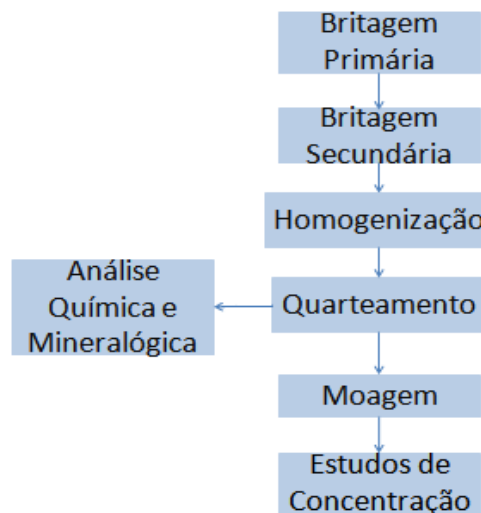 Britagem
Primária
Britagem
Secundária
Homogenização
Análise
Química e
Mineralógica
Quarteamento
Moagem
Estudos de
Concentração